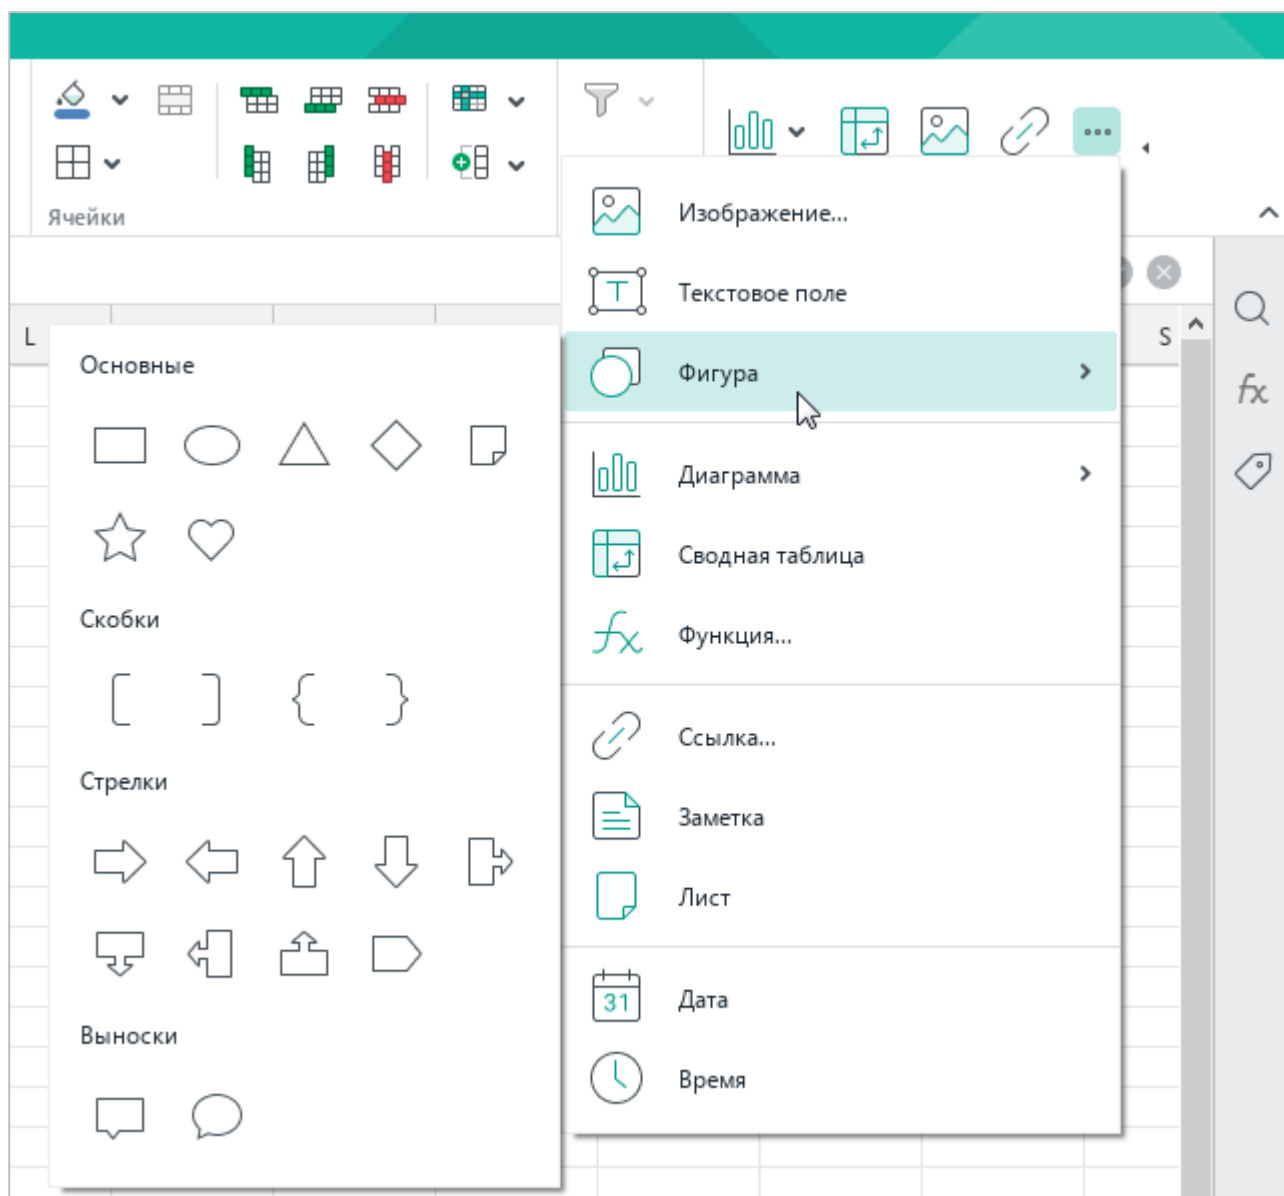 Ячейки
L
S
fx
Изображение...
T
Текстовое поле
Фигура
Диаграмма
Сводная таблица
fx
Функция...
Ссылка...
Заметка
Лист
31
Дата
Время
Основные
Скобки
Стрелки
Выноски